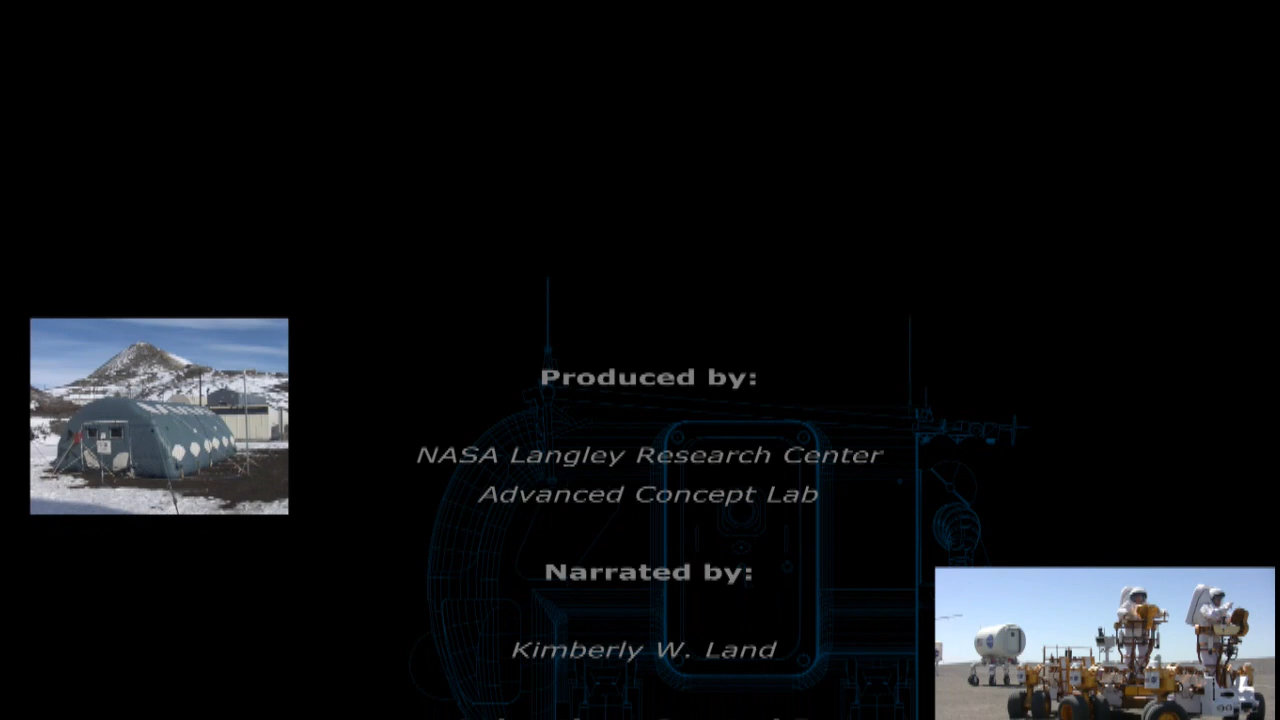 Produced by:
NASA Langley Research Center
Advanced Concept Lab
Narrated by:
Kimberly W. Land